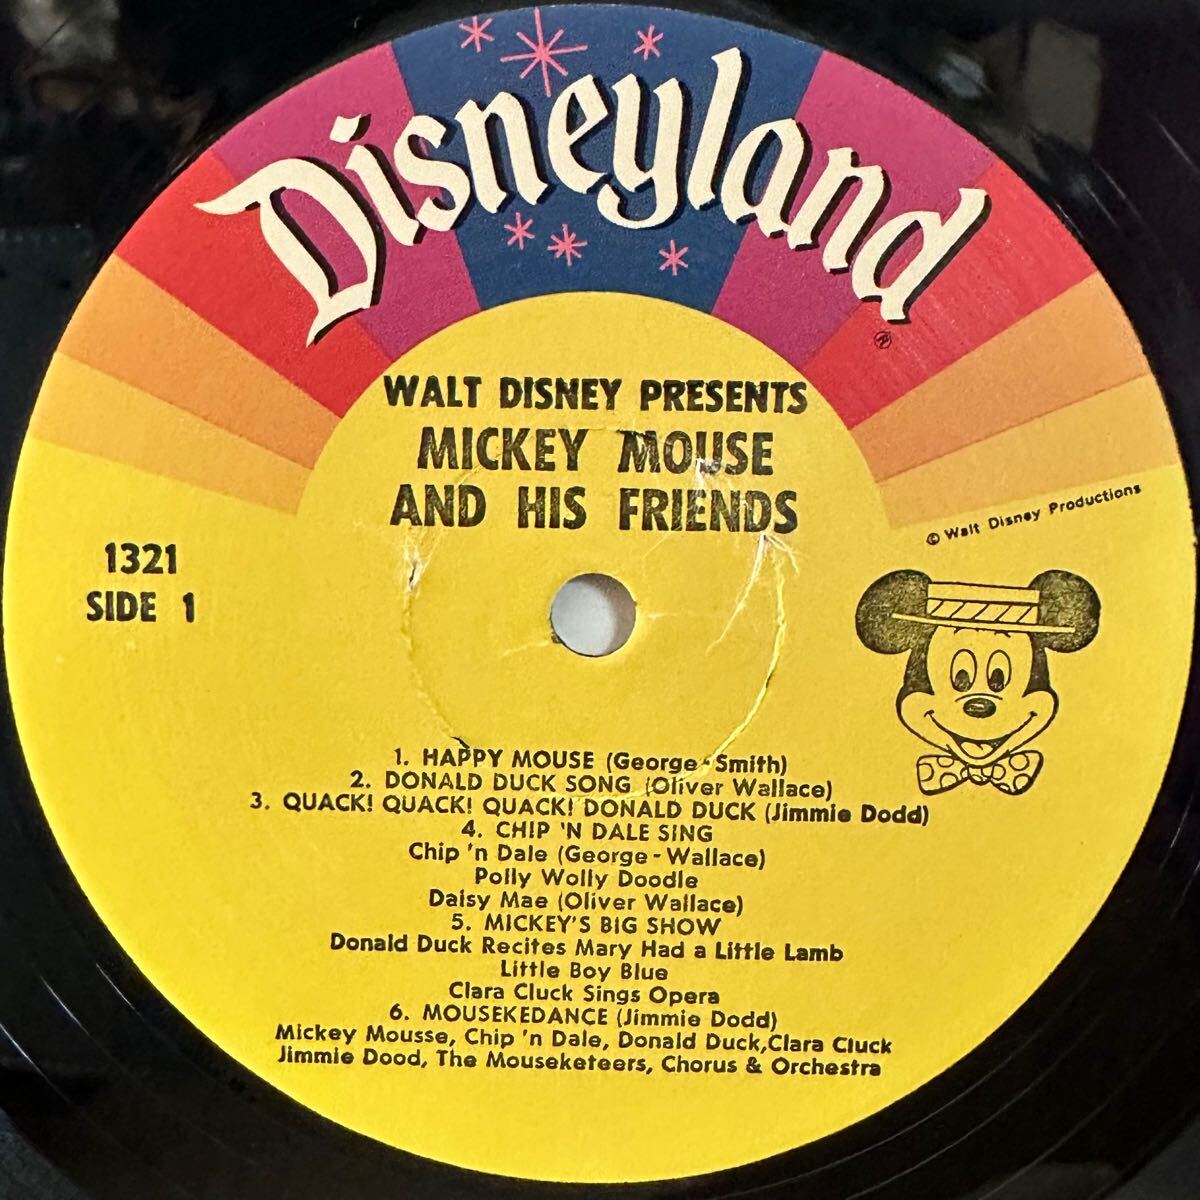 Disneyland
®
WALT DISNEY PRESENTS
MICKEY MOUSE
AND HIS FRIENDS
© Walt Disney Productions
1321
SIDE 1
1. HAPPY MOUSE (George-Smith)
2. DONALD DUCK SONG (Oliver Wallace)
3. QUACK! QUACK! QUACK! DONALD DUCK (Jimmie Dodd)
4. CHIP 'N DALE SING
Chip 'n Dale (George-Wallace)
Polly Wolly Doodle
Daisy Mae (Oliver Wallace)
5. MICKEY'S BIG SHOW
Donald Duck Recites Mary Had a Little Lamb
Little Boy Blue
Clara Cluck Sings Opera
6. MOUSEKEDANCE (Jimmie Dodd)
Mickey Mousse, Chip 'n Dale, Donald Duck,Clara Cluck
Jimmie Dood, The Mouseketeers, Chorus & Orchestra